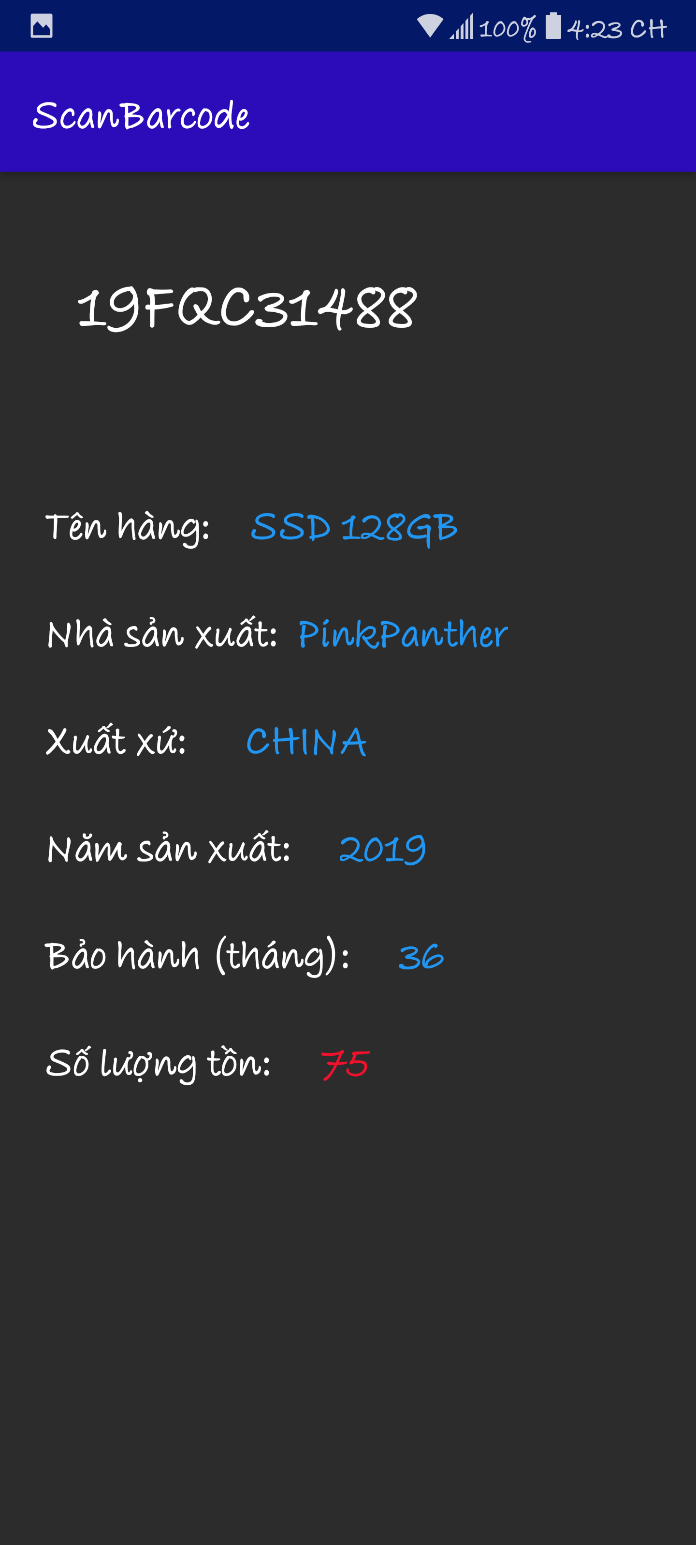 100% 4:23 CH
ScanBarcode
19FQC31488
Tên hàng: SSD 128GB
Nhà sản xuất: PinkPanther
Xuất xứ: CHINA
Năm sản xuất: 2019
Bảo hành (tháng): 36
Số lượng tồn: 75